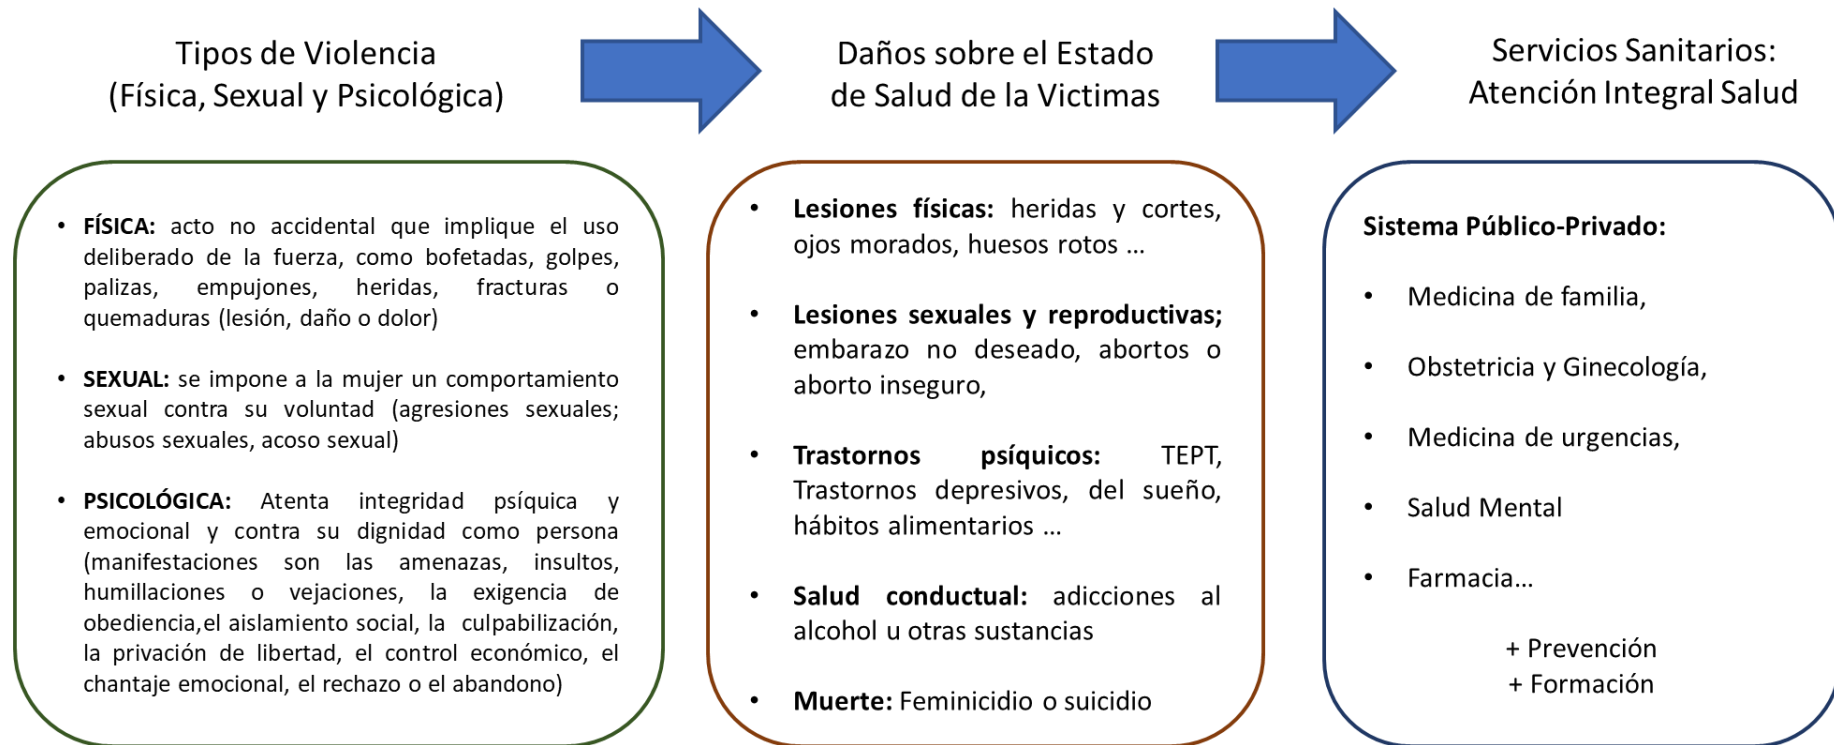 Tipos de Violencia
(Física, Sexual y Psicológica)
Daños sobre el Estado
de Salud de la Victimas
Servicios Sanitarios:
Atención Integral Salud
• FÍSICA: acto no accidental que implique el uso
deliberado de la fuerza, como bofetadas, golpes,
palizas, empujones, heridas, fracturas o
quemaduras (lesión, daño o dolor)
• SEXUAL: se impone a la mujer un comportamiento
sexual contra su voluntad (agresiones sexuales;
abusos sexuales, acoso sexual)
• PSICOLÓGICA: Atenta integridad psíquica y
emocional y contra su dignidad como persona
(manifestaciones son las amenazas, insultos,
humillaciones o vejaciones, la exigencia de
obediencia,el aislamiento social, la culpabilización,
la privación de libertad, el control económico, el
chantaje emocional, el rechazo o el abandono)
• Lesiones físicas: heridas y cortes,
ojos morados, huesos rotos ...
• Lesiones sexuales y reproductivas;
embarazo no deseado, abortos o
aborto inseguro,
• Trastornos psíquicos: TEPT,
Trastornos depresivos, del sueño,
hábitos alimentarios ...
• Salud conductual: adicciones al
alcohol u otras sustancias
• Muerte: Feminicidio o suicidio
Sistema Público-Privado:
• Medicina de familia,
• Obstetricia y Ginecología,
• Medicina de urgencias,
• Salud Mental
• Farmacia...
+ Prevención
+ Formación